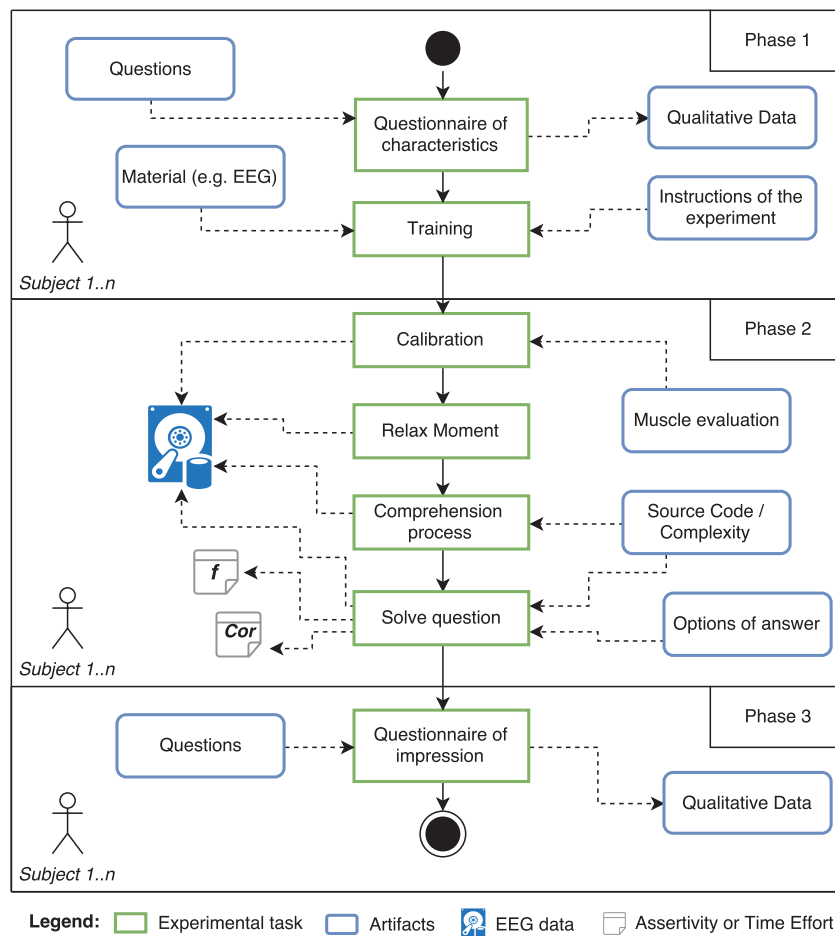 Phase 1
Questions
Questionnaire of
characteristics
Qualitative Data
Material (e.g. EEG)
Training
Instructions of the
experiment
Subject 1..n
Phase 2
Calibration
Relax Moment
Muscle evaluation
Comprehension
process
Source Code /
Complexity
f
Cor
Solve question
Options of answer
Subject 1..n
Phase 3
Questions
Questionnaire of
impression
Qualitative Data
Subject 1..n
Legend: Experimental task Artifacts EEG data Assertivity or Time Effort